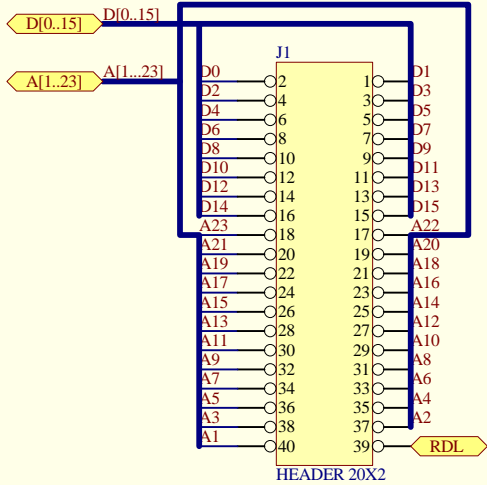 D[0..15] D[0...15]
A[1..23] A[1...23]
J1
D0 2 1 D1
D2 4 3 D3
D4 6 5 D5
D6 8 7 D7
D8 10 9 D9
D10 12 11 D11
D12 14 13 D13
D14 16 15 D15
A23 18 17 A22
A21 20 19 A20
A19 22 21 A18
A17 24 23 A16
A15 26 25 A14
A13 28 27 A12
A11 30 29 A10
A9 32 31 A8
A7 34 33 A6
A5 36 35 A4
A3 38 37 A2
A1 40 39 RDL
HEADER 20X2